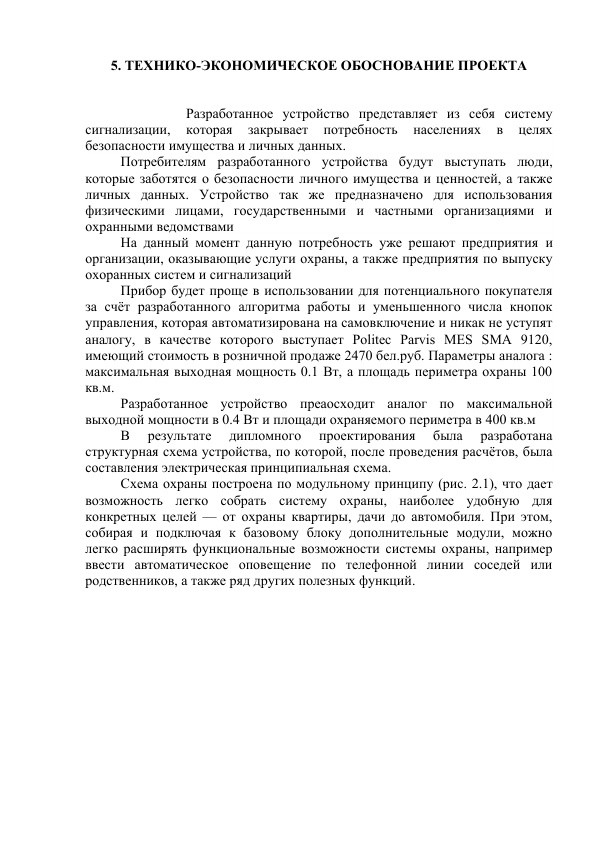 5. ТЕХНИКО-ЭКОНОМИЧЕСКОЕ ОБОСНОВАНИЕ ПРОЕКТА
Разработанное устройство представляет из себя систему
сигнализации, которая закрывает потребность населениях в целях
безопасности имущества и личных данных.
Потребителям разработанного устройства будут выступать люди,
которые заботятся о безопасности личного имущества и ценностей, а также
личных данных. Устройство так же предназначено для использования
физическими лицами, государственными и частными организациями и
охранными ведомствами
На данный момент данную потребность уже решают предприятия и
организации, оказывающие услуги охраны, а также предприятия по выпуску
охоранных систем и сигнализаций
Прибор будет проще в использовании для потенциального покупателя
за счёт разработанного алгоритма работы и уменьшенного числа кнопок
управления, которая автоматизирована на самовключение и никак не уступят
аналогу, в качестве которого выступает Politec Parvis MES SMA 9120,
имеющий стоимость в розничной продаже 2470 бел.руб. Параметры аналога :
максимальная выходная мощность 0.1 Вт, а площадь периметра охраны 100
кв.м.
Разработанное устройство преаосходит аналог по максимальной
выходной мощности в 0.4 Вт и площади охраняемого периметра в 400 кв.м
В результате дипломного проектирования была разработана
структурная схема устройства, по которой, после проведения расчётов, была
составления электрическая принципиальная схема.
Схема охраны построена по модульному принципу (рис. 2.1), что дает
возможность легко собрать систему охраны, наиболее удобную для
конкретных целей — от охраны квартиры, дачи до автомобиля. При этом,
собирая и подключая к базовому блоку дополнительные модули, можно
легко расширять функциональные возможности системы охраны, например
ввести автоматическое оповещение по телефонной линии соседей или
родственников, а также ряд других полезных функций.